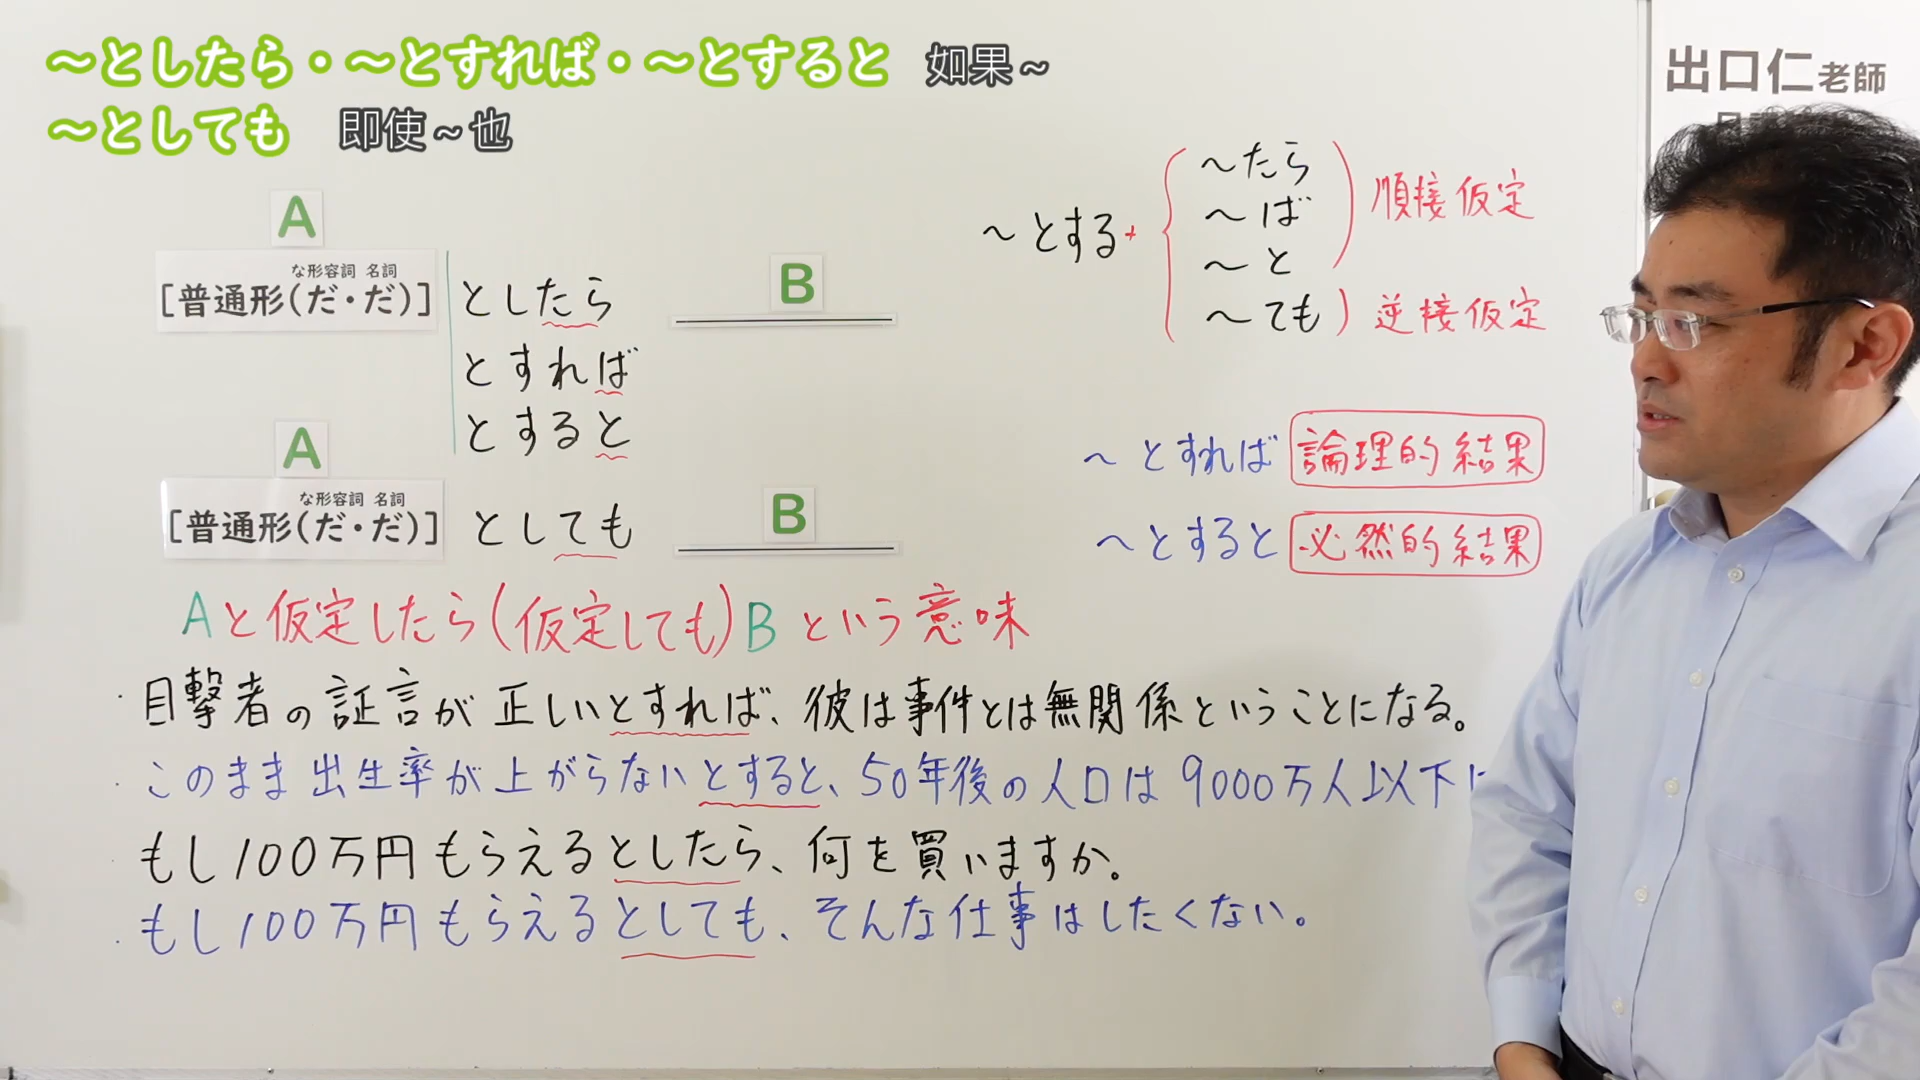 ～としたら・～とすれば・～とすると 如果～
～としても 即使～也
出口仁老師
A
な形容詞 名詞
[普通形(だ・だ)]
としたら
とすれば
とすると
B
A
な形容詞 名詞
[普通形(だ・だ)]
としても
B
～とする+
～たら
～ば
～と
順接仮定
～ても
逆接仮定
～とすれば 論理的結果
～とすると 必然的結果
Aと仮定したら(仮定しても)Bという意味
・目撃者の証言が正しいとすれば、彼は事件とは無関係ということになる。
・このまま出生率が上がらないとすると、50年後の人口は9000万人以下に
・もし100万円もらえるとしたら、何を買いますか。
・もし100万円もらえるとしても、そんな仕事はしたくない。